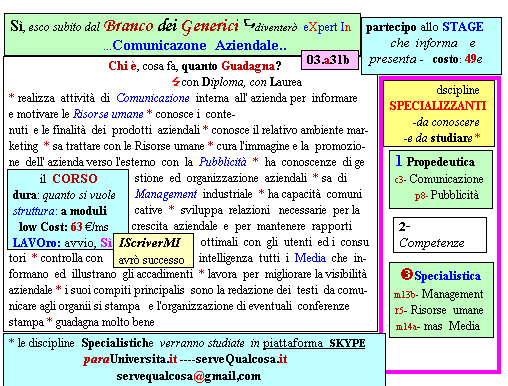 Sì, esco subito dal Branco dei Generici diventerò eXpert In
...Comunicazone Aziendale..
partecipo allo STAGE
che informa e
presenta - costo: 49e
Chi è, cosa fa, quanto Guadagna?
03.a31b
con Diploma, con Laurea
* realizza attività di Comunicazione interna all' azienda per informare
e motivare le Risorse umane * conosce i conte-
nuti e le finalità dei prodotti aziendali * conosce il relativo ambiente mar-
keting * sa trattare con le Risorse umane * cura l'immagine e la promozio-
ne dell' azienda verso l'esterno con la Pubblicità * ha conoscenze di ge
stione ed organizzazione aziendali * sa di
Management industriale * ha capacità comuni
cative * sviluppa relazioni necessarie per la
crescita aziendale e per mantenere rapporti
ottimali con gli utenti ed i consu
tori * controlla con intelligenza tutti i Media che in-
formano ed illustrano gli accadimenti * lavora per migliorare la visibilità
aziendale * i suoi compiti principalis sono la redazione dei testi da comu-
nicare agli organii si stampa e l'organizzazione di eventuali conferenze
stampa * guadagna molto bene
il CORSO
dura: quanto si vuole
struttura: a moduli
low Cost: 63 €/ms
LAVOro: avvio, Sì
IScriverMI
avrò successo
dscipline
SPECIALIZZANTI
-da conoscere
-e da studiare *
1 Propedeutica
c3- Comunicazione
p8- Pubblicità
2-
Competenze
3 Specialistica
m13b- Management
r5- Risorse umane
m14a- mas Media
* le discipline Specialistiche verranno studiate in piattaforma SKYPE
paraUniversita.it ----serveQualcosa.it
servequalcosa@gmail,com